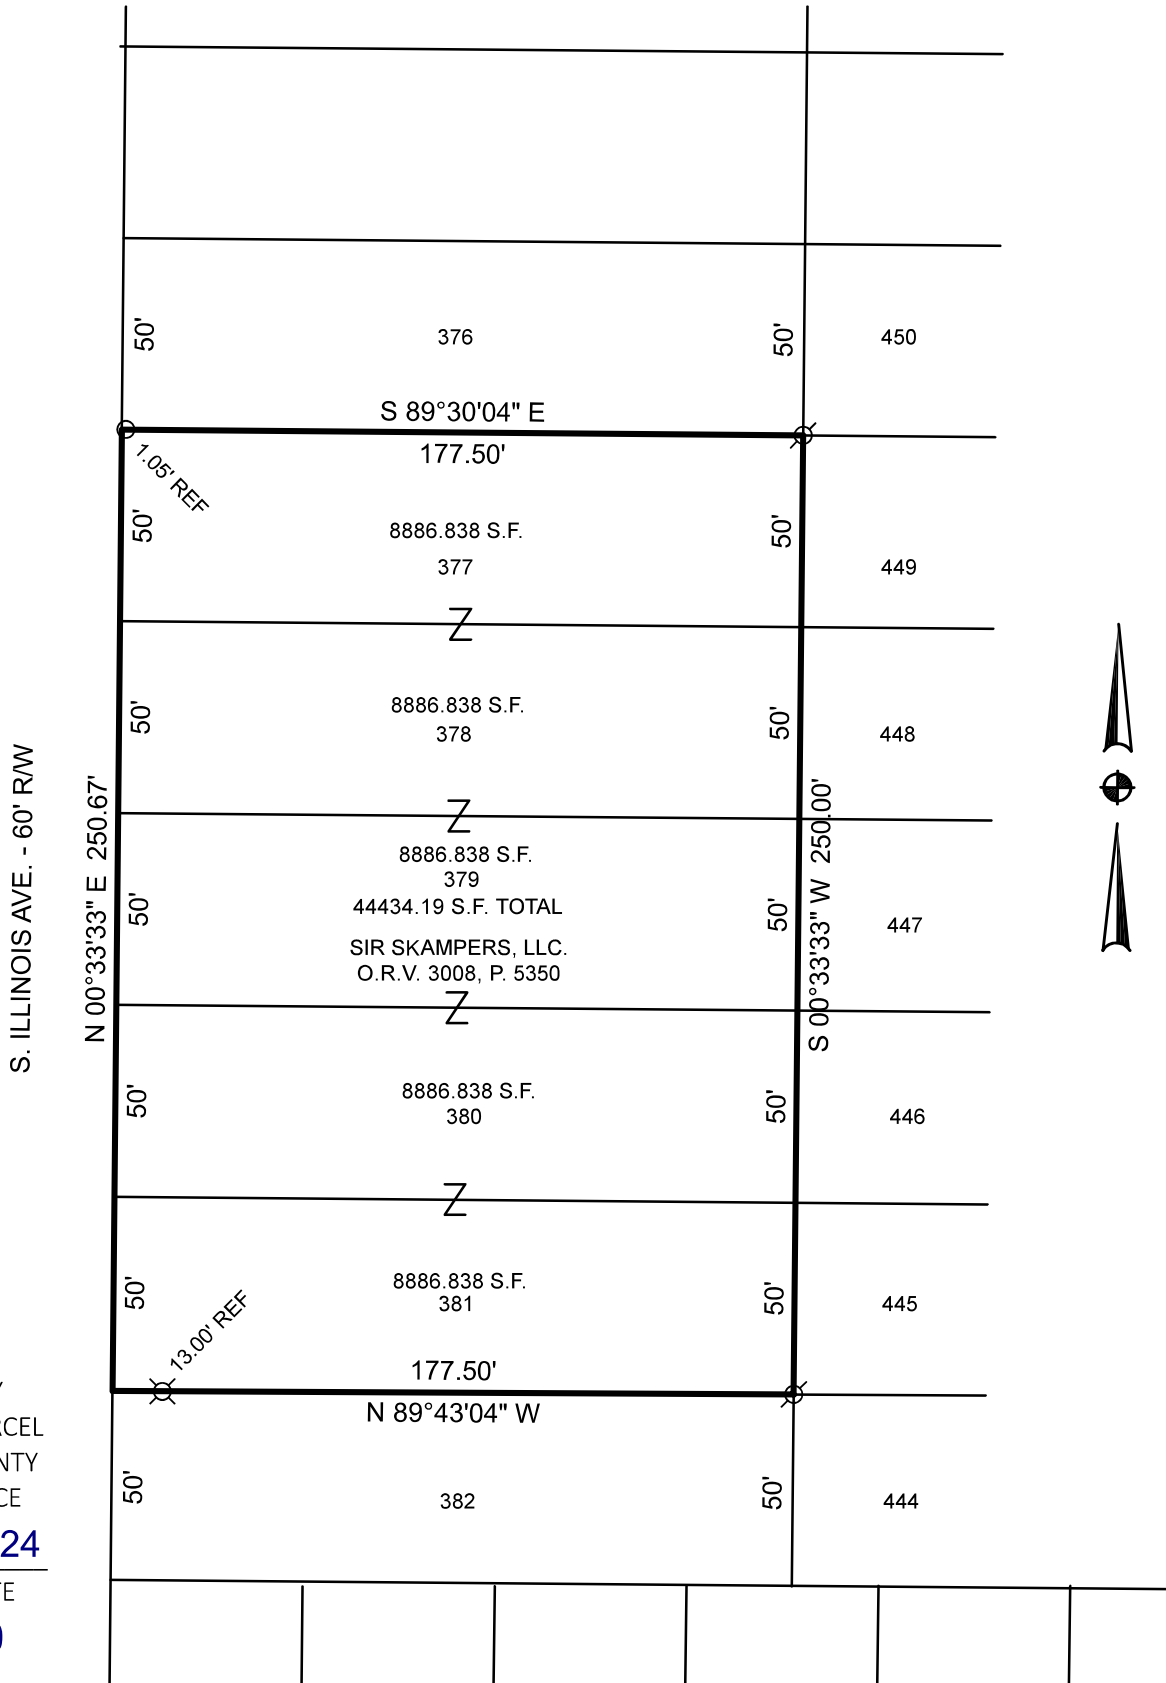 50'
376
50'
450
S 89°30'04" E
177.50'
1.05' REF
50'
50'
8886.838 S.F.
377
449
Z
8886.838 S.F.
50'
50'
378
448
S. ILLINOIS AVE. - 60' R/W
N 00°33'33" E 250.67'
S 00°33'33" W 250.00'
Z
8886.838 S.F.
379
50'
50'
44434.19 S.F. TOTAL
447
SIR SKAMPERS, LLC.
O.R.V. 3008, P. 5350
Z
8886.838 S.F.
50'
50'
380
446
Z
8886.838 S.F.
50'
50'
381
445
13.00' REF
177.50'
N 89°43'04" W
50'
50'
382
444
24